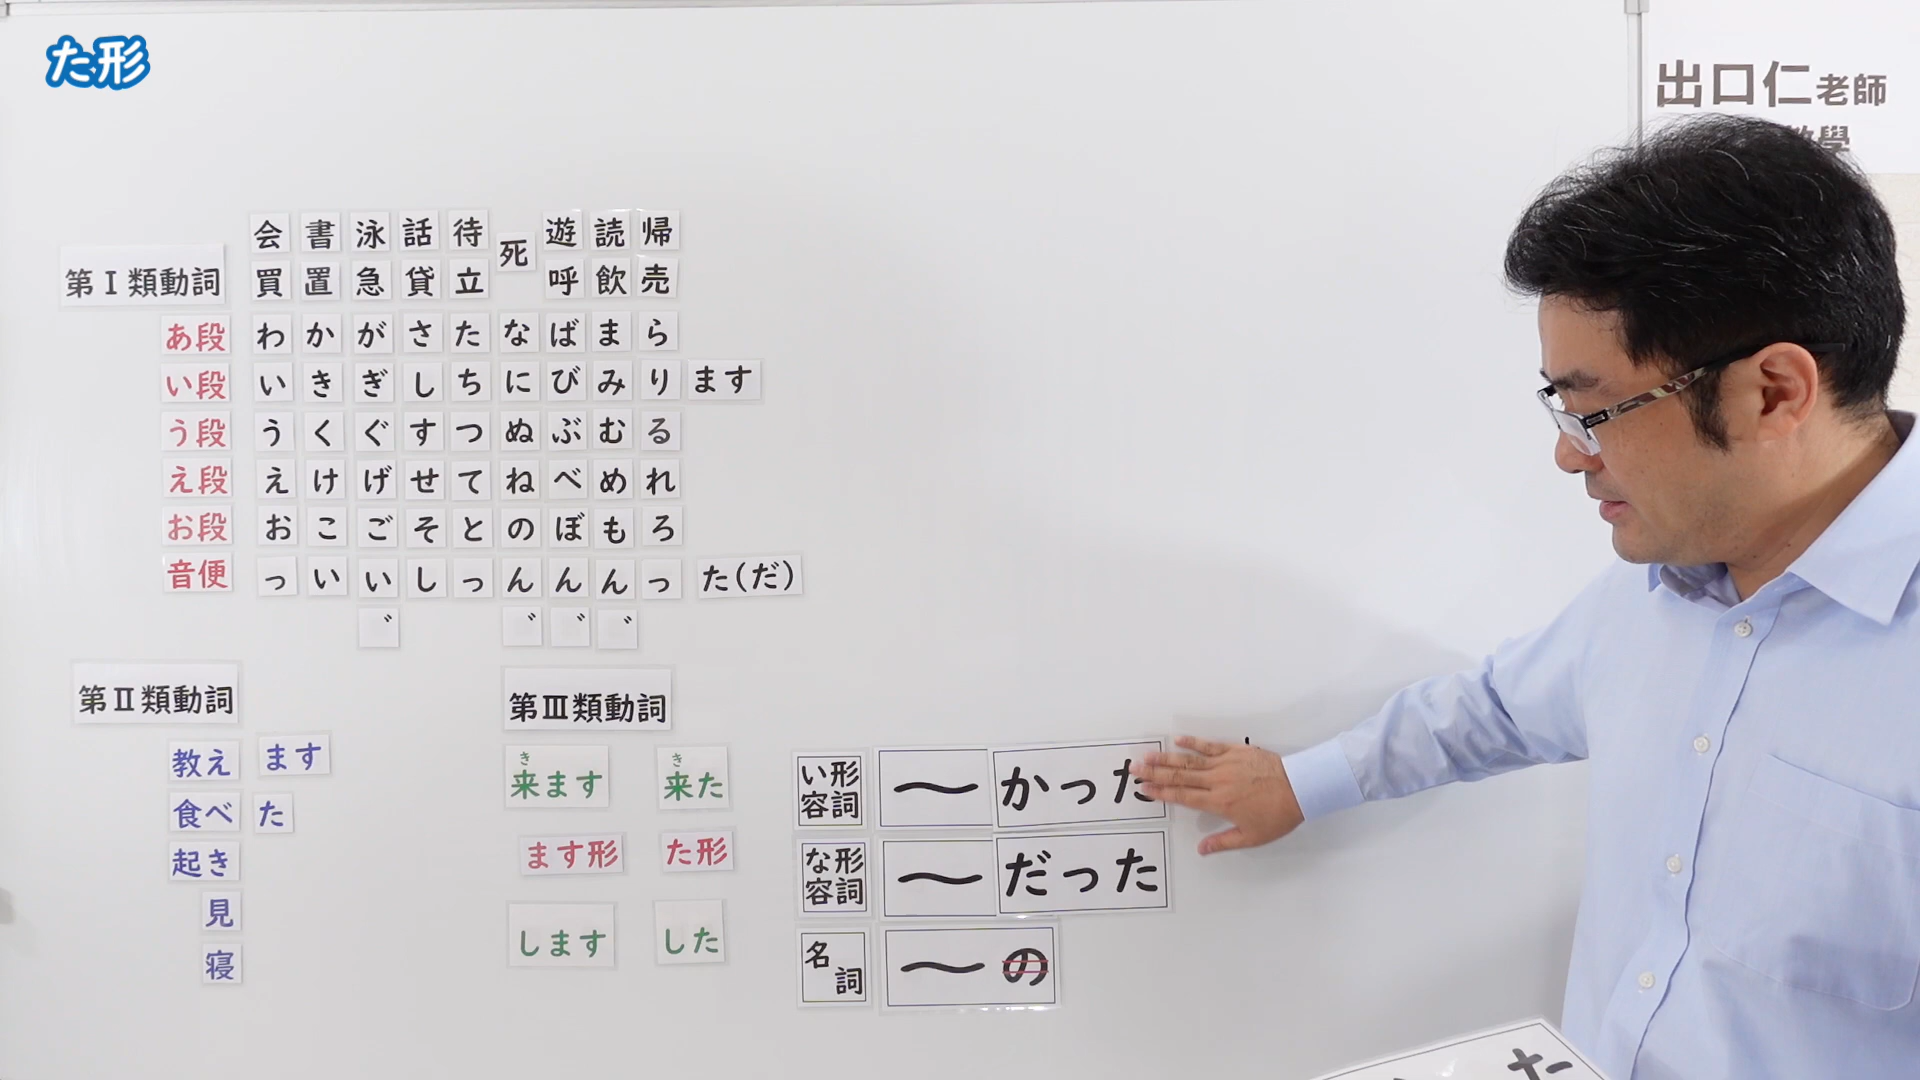 た形
出口仁老師
教學
会 書 泳 話 待 死 遊 読 帰
第Ⅰ類動詞 買 置 急 貸 立 呼 飲 売
あ段 わ か が さ た な ば ま ら
い段 い き ぎ し ち に び み り ます
う段 う く ぐ す つ ぬ ぶ む る
え段 え け げ せ て ね べ め れ
お段 お こ ご そ と の ぼ も ろ
音便 っ い い し っ ん ん ん っ た(だ)
゛ ゛ ゛ ゛
第Ⅱ類動詞
教え ます
食べ た
起き
見
寝
第Ⅲ類動詞
き き
来ます 来た
ます形 た形
します した
い形容詞 〜かった
な形容詞 〜だった
名詞 〜の
た